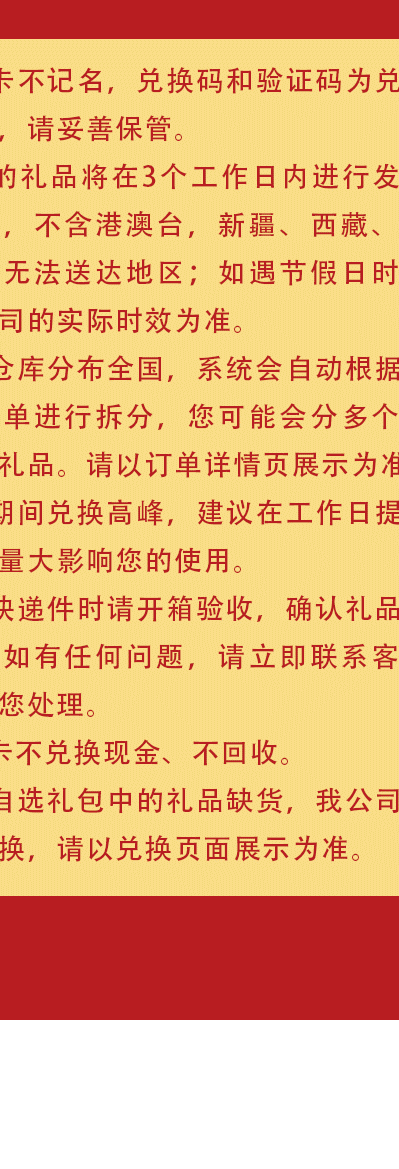 卡不记名，兑换码和验证码为兑
，请妥善保管。
的礼品将在3个工作日内进行发
，不含港澳台，新疆、西藏、
无法送达地区；如遇节假日时
司的实际时效为准。
仓库分布全国，系统会自动根据
单进行拆分，您可能会分多个
礼品。请以订单详情页展示为准
期间兑换高峰，建议在工作日提
量大影响您的使用。
快递件时请开箱验收，确认礼品
如有任何问题，请立即联系客
您处理。
卡不兑换现金、不回收。
自选礼包中的礼品缺货，我公司
换，请以兑换页面展示为准。